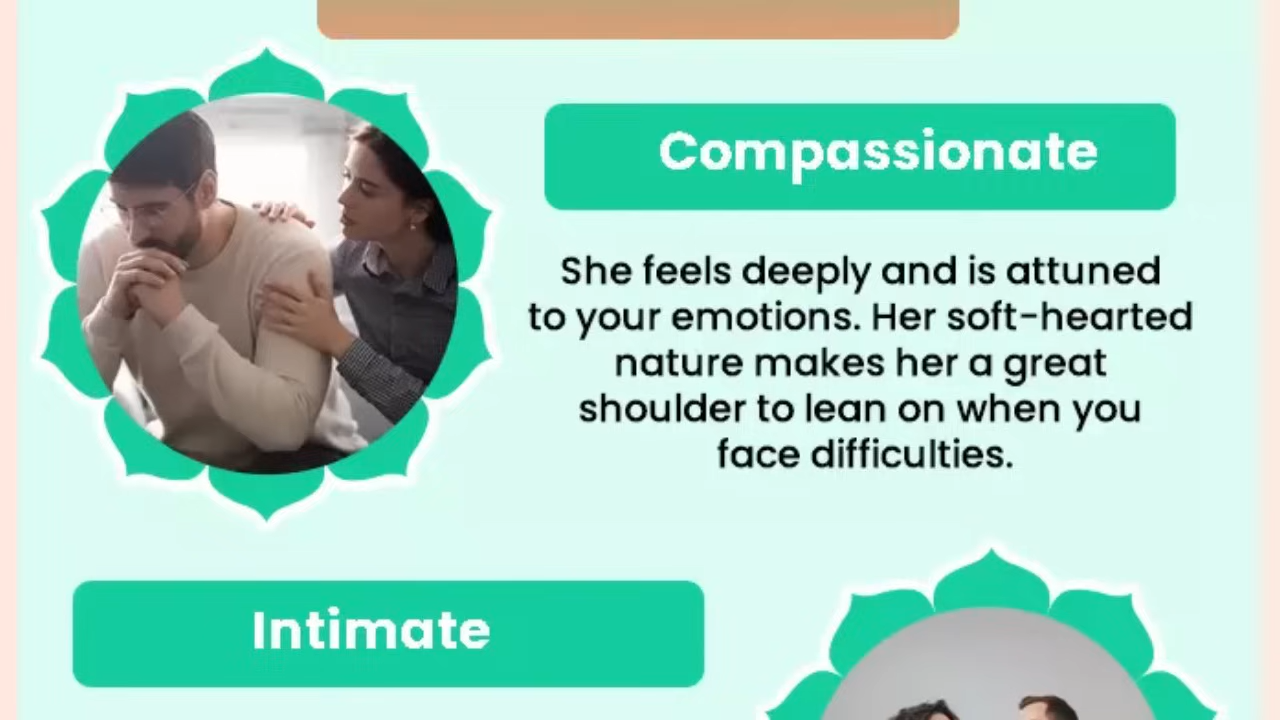 Compassionate
She feels deeply and is attuned
to your emotions. Her soft-hearted
nature makes her a great
shoulder to lean on when you
face difficulties.
Intimate